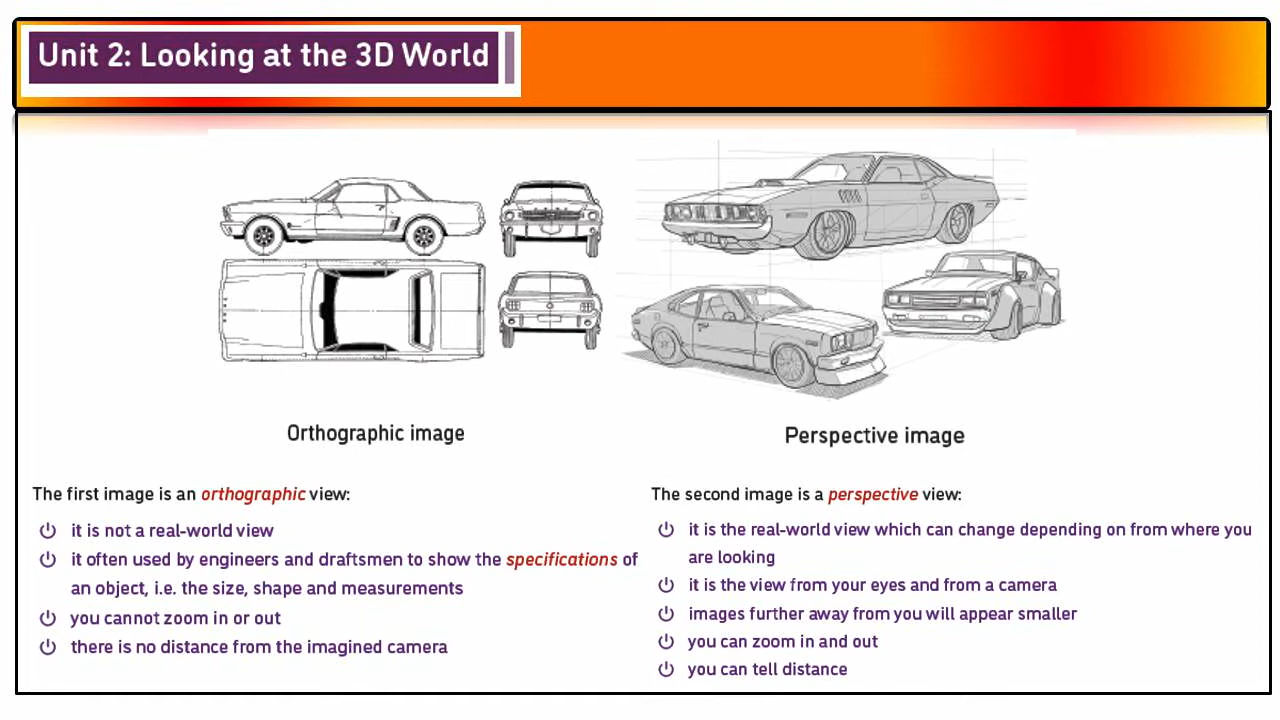 Unit 2: Looking at the 3D World
Orthographic image
Perspective image
The first image is an orthographic view:
it is not a real-world view
it often used by engineers and draftsmen to show the specifications of
an object, i.e. the size, shape and measurements
you cannot zoom in or out
there is no distance from the imagined camera
The second image is a perspective view:
it is the real-world view which can change depending on from where you
are looking
it is the view from your eyes and from a camera
images further away from you will appear smaller
you can zoom in and out
you can tell distance